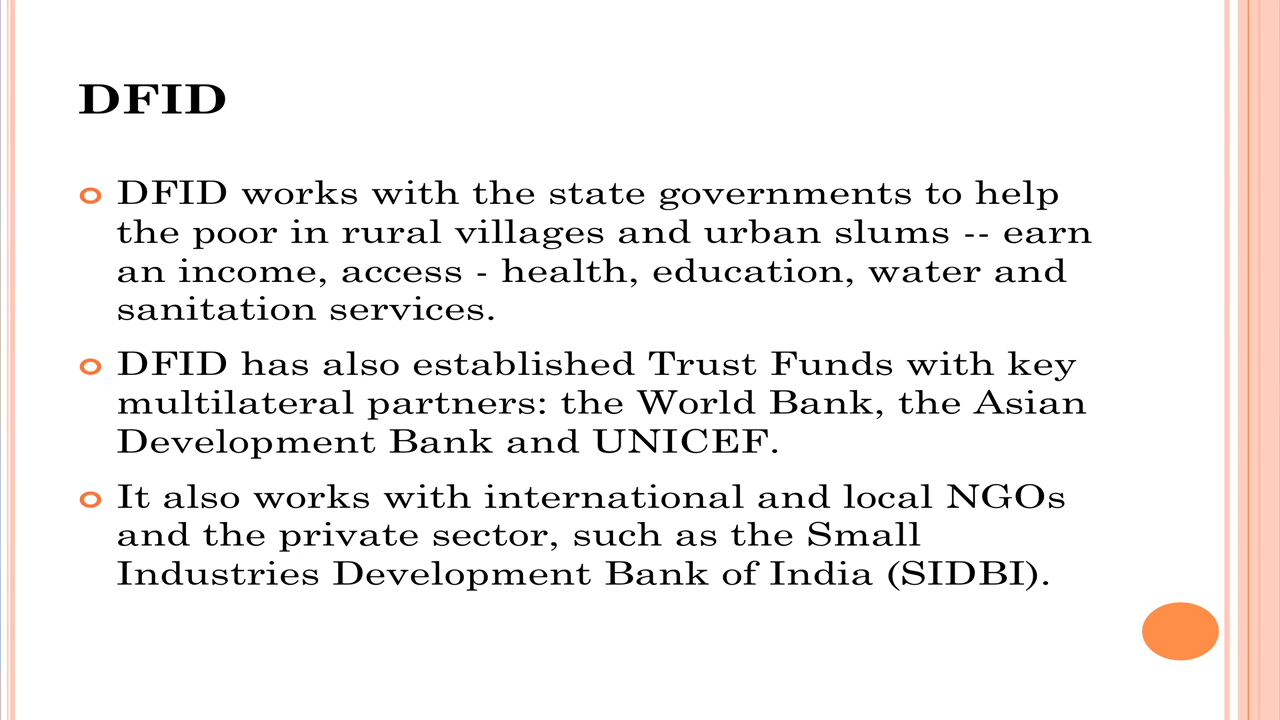 DFID
DFID works with the state governments to help
the poor in rural villages and urban slums -- earn
an income, access - health, education, water and
sanitation services.
DFID has also established Trust Funds with key
multilateral partners: the World Bank, the Asian
Development Bank and UNICEF.
It also works with international and local NGOs
and the private sector, such as the Small
Industries Development Bank of India (SIDBI).